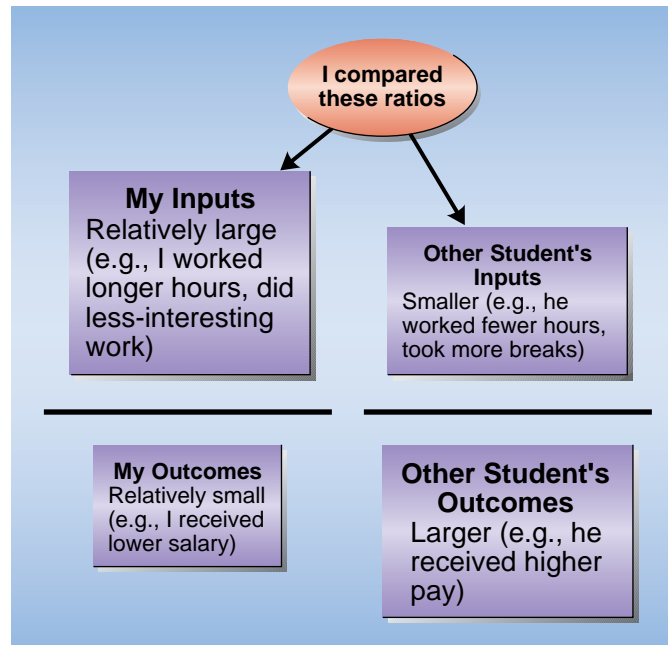 I compared
these ratios
My Inputs
Relatively large
(e.g., I worked
longer hours, did
less-interesting
work)
Other Student's
Inputs
Smaller (e.g., he
worked fewer hours,
took more breaks)
My Outcomes
Relatively small
(e.g., I received
lower salary)
Other Student's
Outcomes
Larger (e.g., he
received higher
pay)